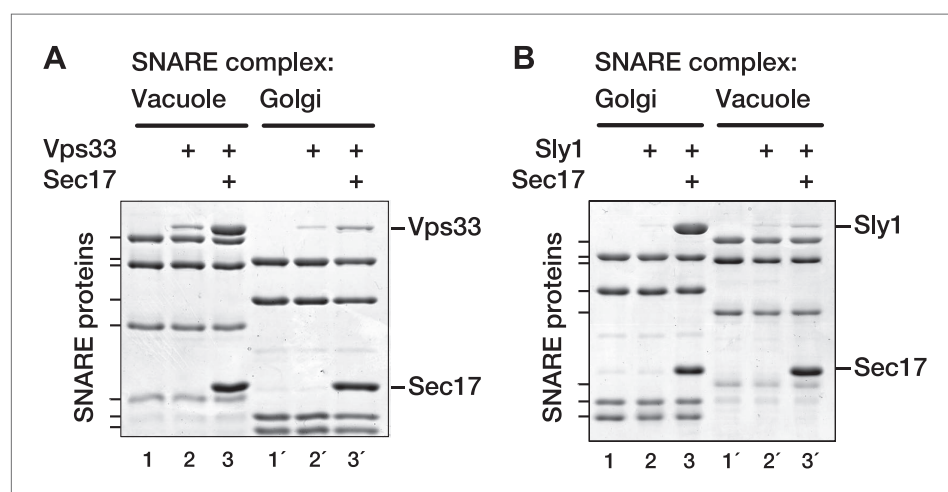 A SNARE complex:
Vacuole Golgi
Vps33 + + + +
Sec17 + +
SNARE proteins
Vps33
Sec17
1 2 3 1´ 2´ 3´
B SNARE complex:
Golgi Vacuole
Sly1 + + + +
Sec17 + +
SNARE proteins
Sly1
Sec17
1 2 3 1´ 2´ 3´